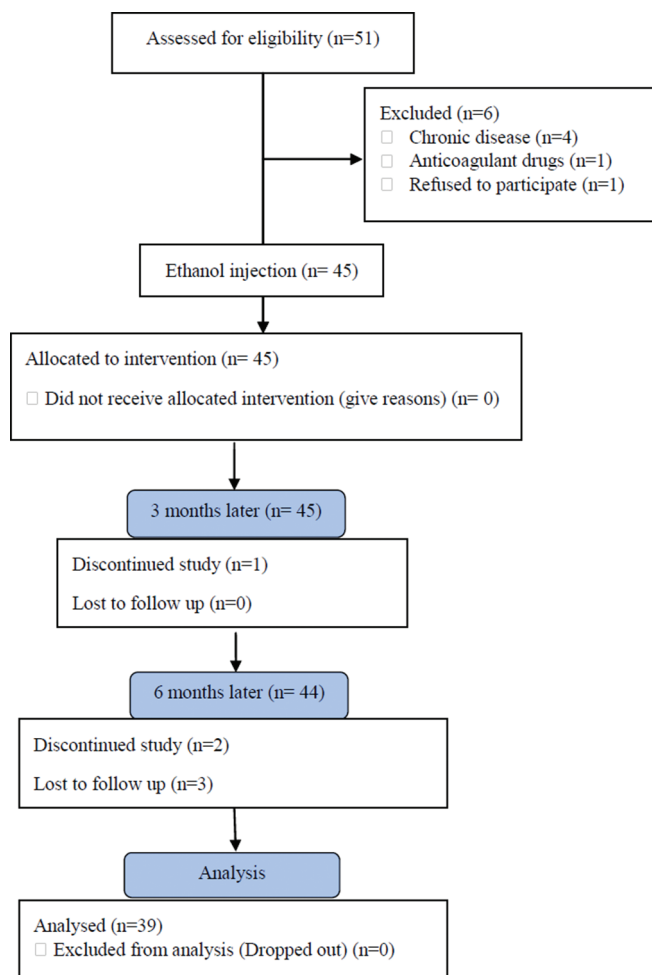 Assessed for eligibility (n=51)
Excluded (n=6)
Chronic disease (n=4)
Anticoagulant drugs (n=1)
Refused to participate (n=1)
Ethanol injection (n= 45)
Allocated to intervention (n= 45)
Did not receive allocated intervention (give reasons) (n= 0)
3 months later (n= 45)
Discontinued study (n=1)
Lost to follow up (n=0)
6 months later (n= 44)
Discontinued study (n=2)
Lost to follow up (n=3)
Analysis
Analysed (n=39)
Excluded from analysis (Dropped out) (n=0)